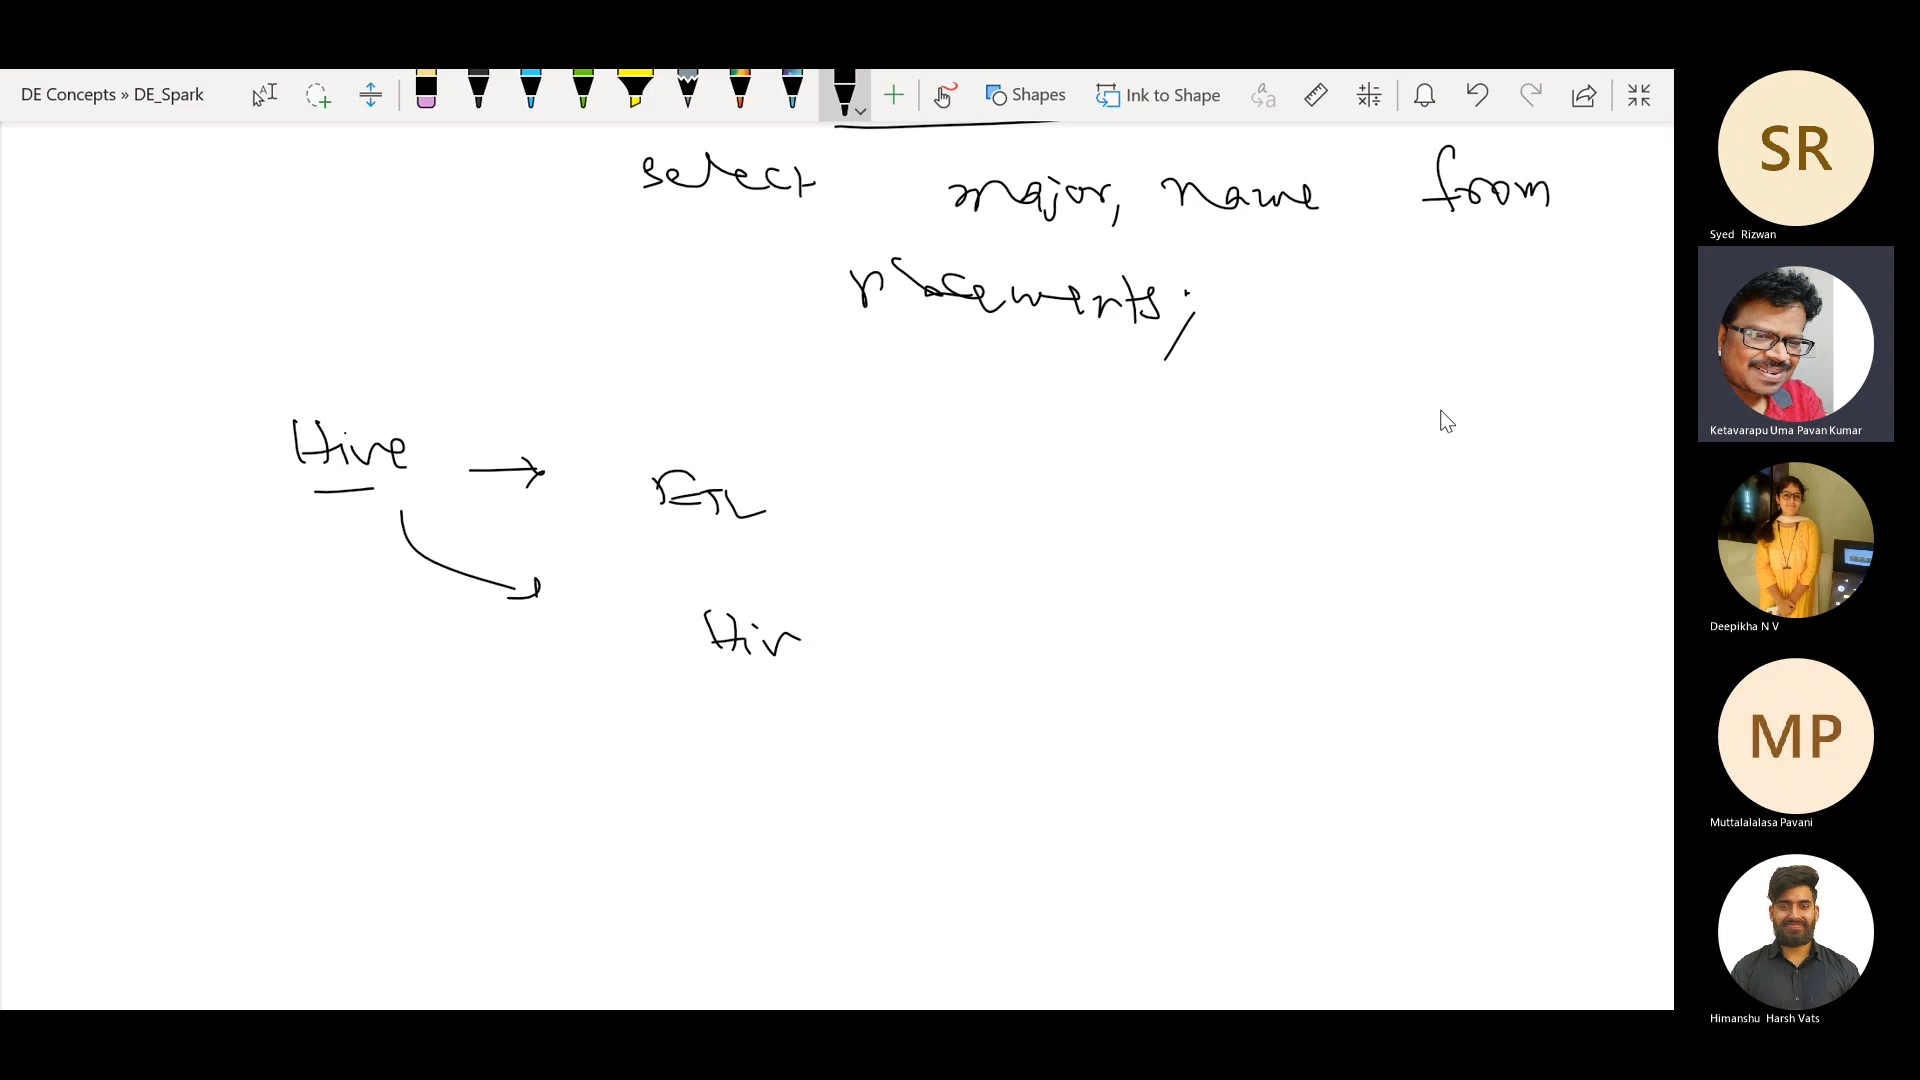 DE Concepts » DE_Spark
Shapes
Ink to Shape
select major, name from
placements;
Hive → ETL
Hiv
SR
Syed Rizwan
Ketavarapu Uma Pavan Kumar
Deepikha N V
MP
Muttalalalasa Pavani
Himanshu Harsh Vats